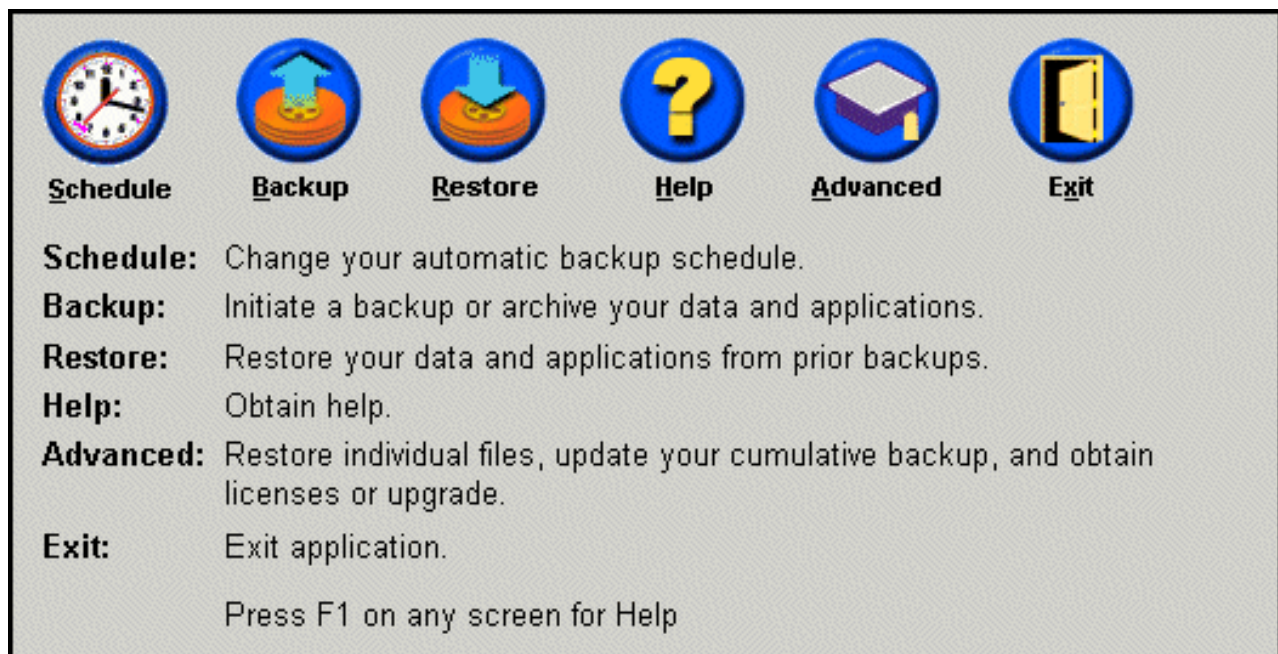 Schedule Backup Restore Help Advanced Exit
Schedule: Change your automatic backup schedule.
Backup: Initiate a backup or archive your data and applications.
Restore: Restore your data and applications from prior backups.
Help: Obtain help.
Advanced: Restore individual files, update your cumulative backup, and obtain
licenses or upgrade.
Exit: Exit application.
Press F1 on any screen for Help